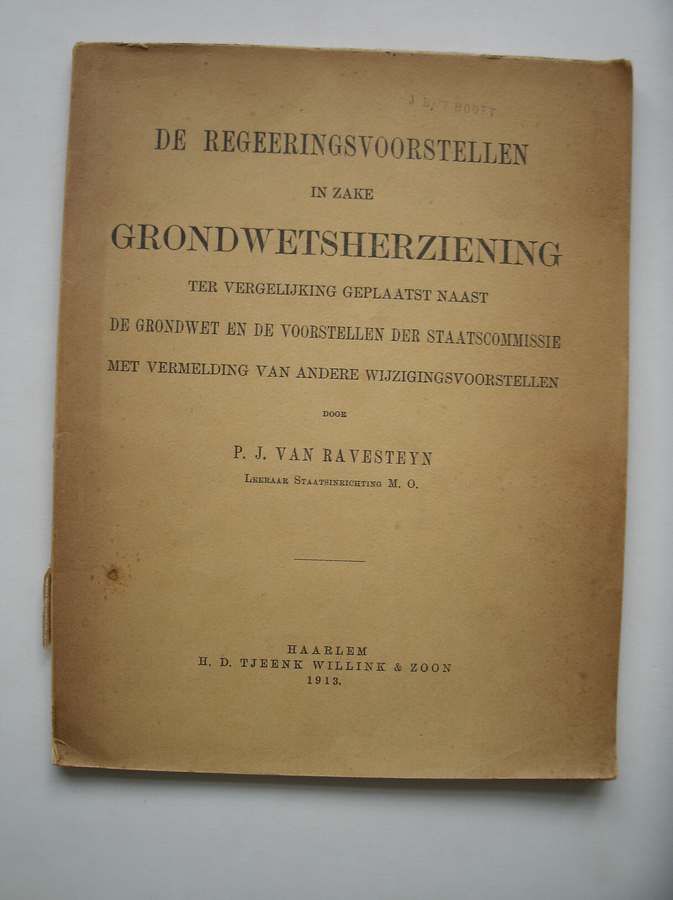 J D. 'T HOOFT
DE REGEERINGSVOORSTELLEN
IN ZAKE
GRONDWETSHERZIENING
TER VERGELIJKING GEPLAATST NAAST
DE GRONDWET EN DE VOORSTELLEN DER STAATSCOMMISSIE
MET VERMELDING VAN ANDERE WIJZIGINGSVOORSTELLEN
DOOR
P. J. VAN RAVESTEYN
LEERAAR STAATSINRICHTING M. O.
HAARLEM
H. D. TJEENK WILLINK & ZOON
1913.